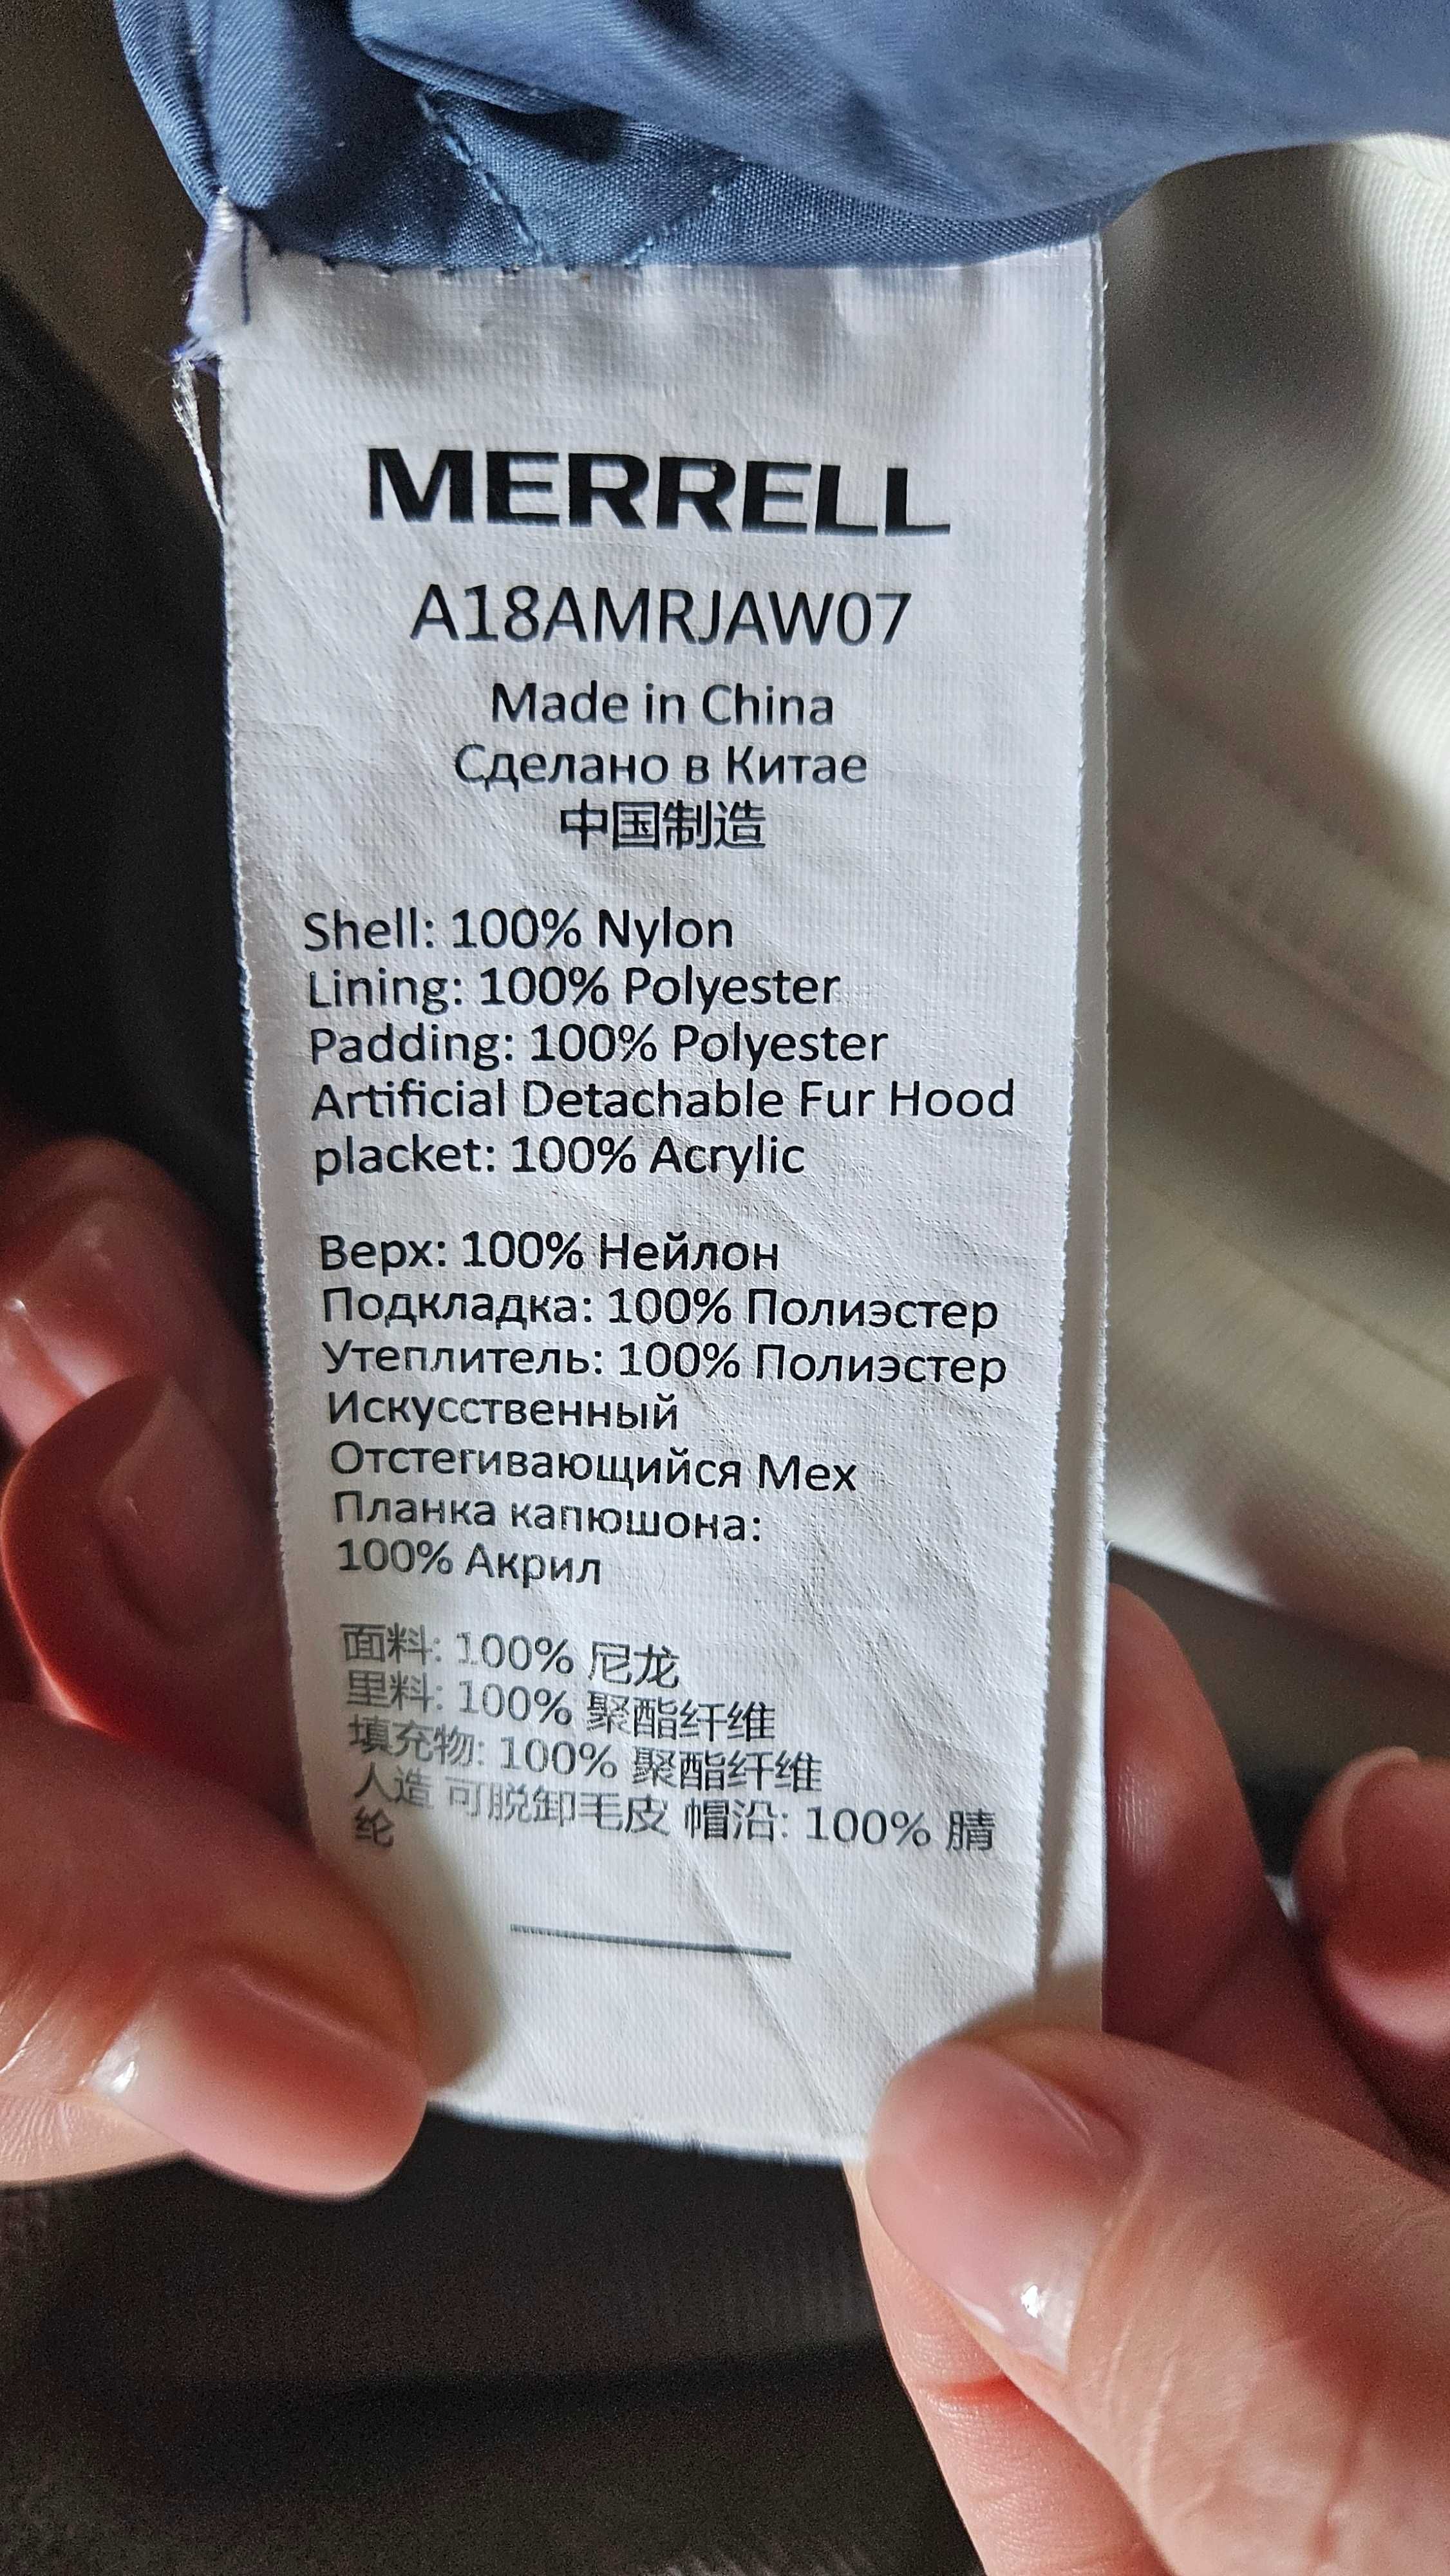 MERRELL
A18AMRJAW07
Made in China
Сделано в Китае
中国制造
Shell: 100% Nylon
Lining: 100% Polyester
Padding: 100% Polyester
Artificial Detachable Fur Hood
placket: 100% Acrylic
Верх: 100% Нейлон
Подкладка: 100% Полиэстер
Утеплитель: 100% Полиэстер
Искусственный
Отстегивающийся Мех
Планка капюшона:
100% Акрил
面料: 100% 尼龙
里料: 100% 聚酯纤维
填充物: 100% 聚酯纤维
人造 可脱卸毛皮 帽沿: 100% 腈
纶